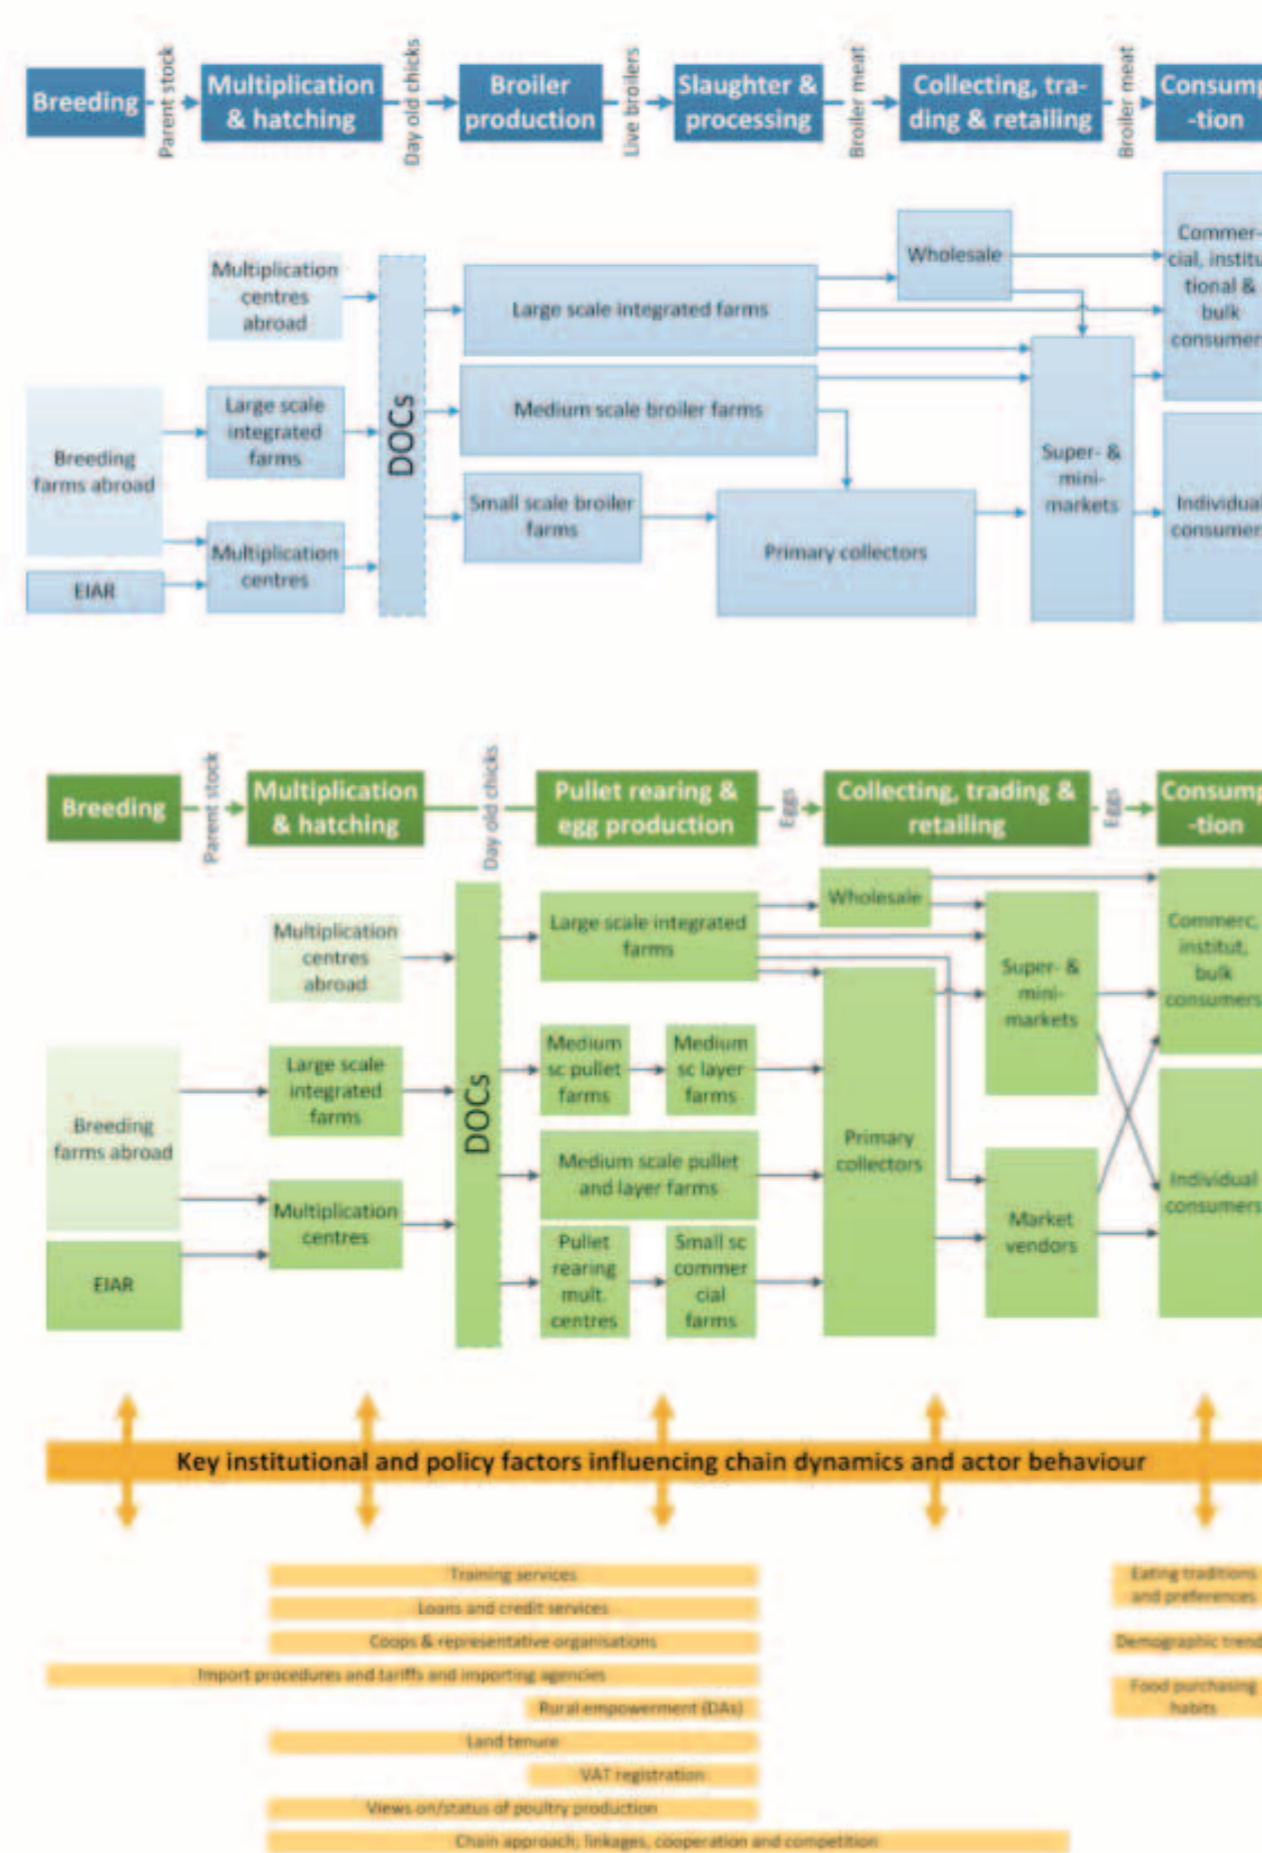 Parent stock
Day old chicks
Live broilers
Broiler meat
Broiler meat
Breeding
Multiplication
& hatching
Broiler
production
Slaughter &
processing
Collecting, tra-
ding & retailing
Consump
-tion
Multiplication
centres
abroad
Large scale
integrated
farms
Breeding
farms abroad
Multiplication
centres
EIAR
DOCs
Large scale integrated farms
Medium scale broiler farms
Small scale broiler
farms
Primary collectors
Wholesale
Super- &
mini-
markets
Commer-
cial, institu
tional &
bulk
consumer
Individual
consumer
Parent stock
Day old chicks
Eggs
Eggs
Breeding
Multiplication
& hatching
Pullet rearing &
egg production
Collecting, trading &
retailing
Consump
-tion
Multiplication
centres
abroad
Large scale
integrated
farms
Breeding
farms abroad
Multiplication
centres
EIAR
DOCs
Large scale integrated
farms
Medium
sc pullet
farms
Medium
sc layer
farms
Medium scale pullet
and layer farms
Pullet
rearing
mult.
centres
Small sc
commer
cial
farms
Wholesale
Primary
collectors
Super- &
mini-
markets
Market
vendors
Commerc,
institut,
bulk
consumers
Individual
consumers
Key institutional and policy factors influencing chain dynamics and actor behaviour
Training services
Loans and credit services
Coops & representative organisations
Import procedures and tariffs and importing agencies
Rural empowerment (DAs)
Land tenure
VAT registration
Views on/status of poultry production
Chain approach; linkages, cooperation and competition
Eating traditions
and preferences
Demographic trend
Food purchasing
habits